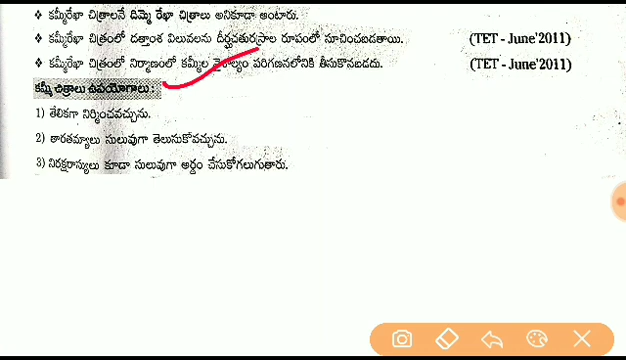 ❖ కమ్మీరేఖా చిత్రాలనే దిమ్మె రేఖా చిత్రాలు అనికూడా అంటారు.
❖ కమ్మీరేఖా చిత్రంలో దత్తాంశ విలువలను దీర్ఘచతురస్రాల రూపంలో సూచించబడతాయి. (TET - June'2011)
❖ కమ్మీరేఖా చిత్రంలో నిర్మాణంలో కమ్మీల వైశాల్యం పరిగణనలోనికి తీసుకొనబడదు. (TET - June'2011)
కమ్మీ చిత్రాలు ఉపయోగాలు :
1) తేలికగా నిర్మించవచ్చును.
2) తారతమ్యాలు సులువుగా తెలుసుకోవచ్చును.
3) నిరక్షరాస్యులు కూడా సులువుగా అర్థం చేసుకోగలుగుతారు.